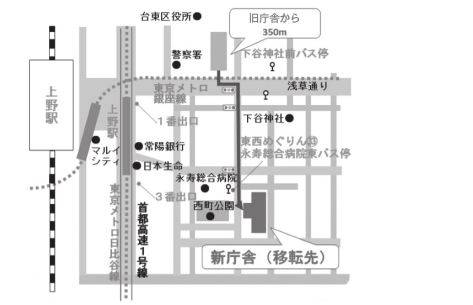 台東区役所
旧庁舎から
350m
警察署
下谷神社前バス停
浅草通り
東京メトロ
銀座線
上野駅
上野駅
1番出口
下谷神社
常陽銀行
マルイ
シティ
日本生命
東西めぐりん㉝
永寿総合病院東バス停
永寿総合病院
3番出口
西町公園
東京メトロ日比谷線
首都高速1号線
新庁舎（移転先）